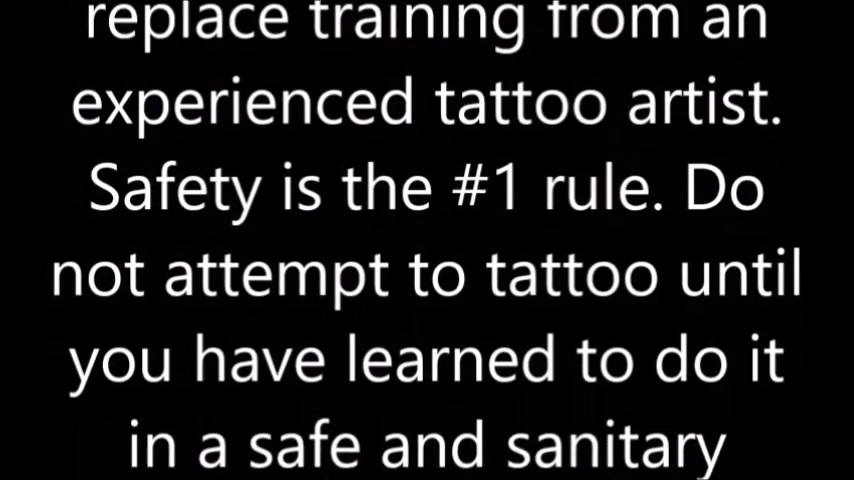 replace training from an
experienced tattoo artist.
Safety is the #1 rule. Do
not attempt to tattoo until
you have learned to do it
in a safe and sanitary